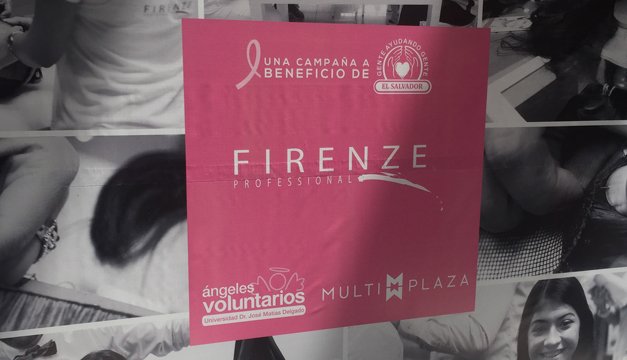 FIRENZE
UNA CAMPAÑA A
BENEFICIO DE
GENTE AYUDANDO GENTE
EL SALVADOR
FIRENZE
PROFESSIONAL
ángeles
voluntarios
Universidad Dr. José Matías Delgado
MULTI PLAZA